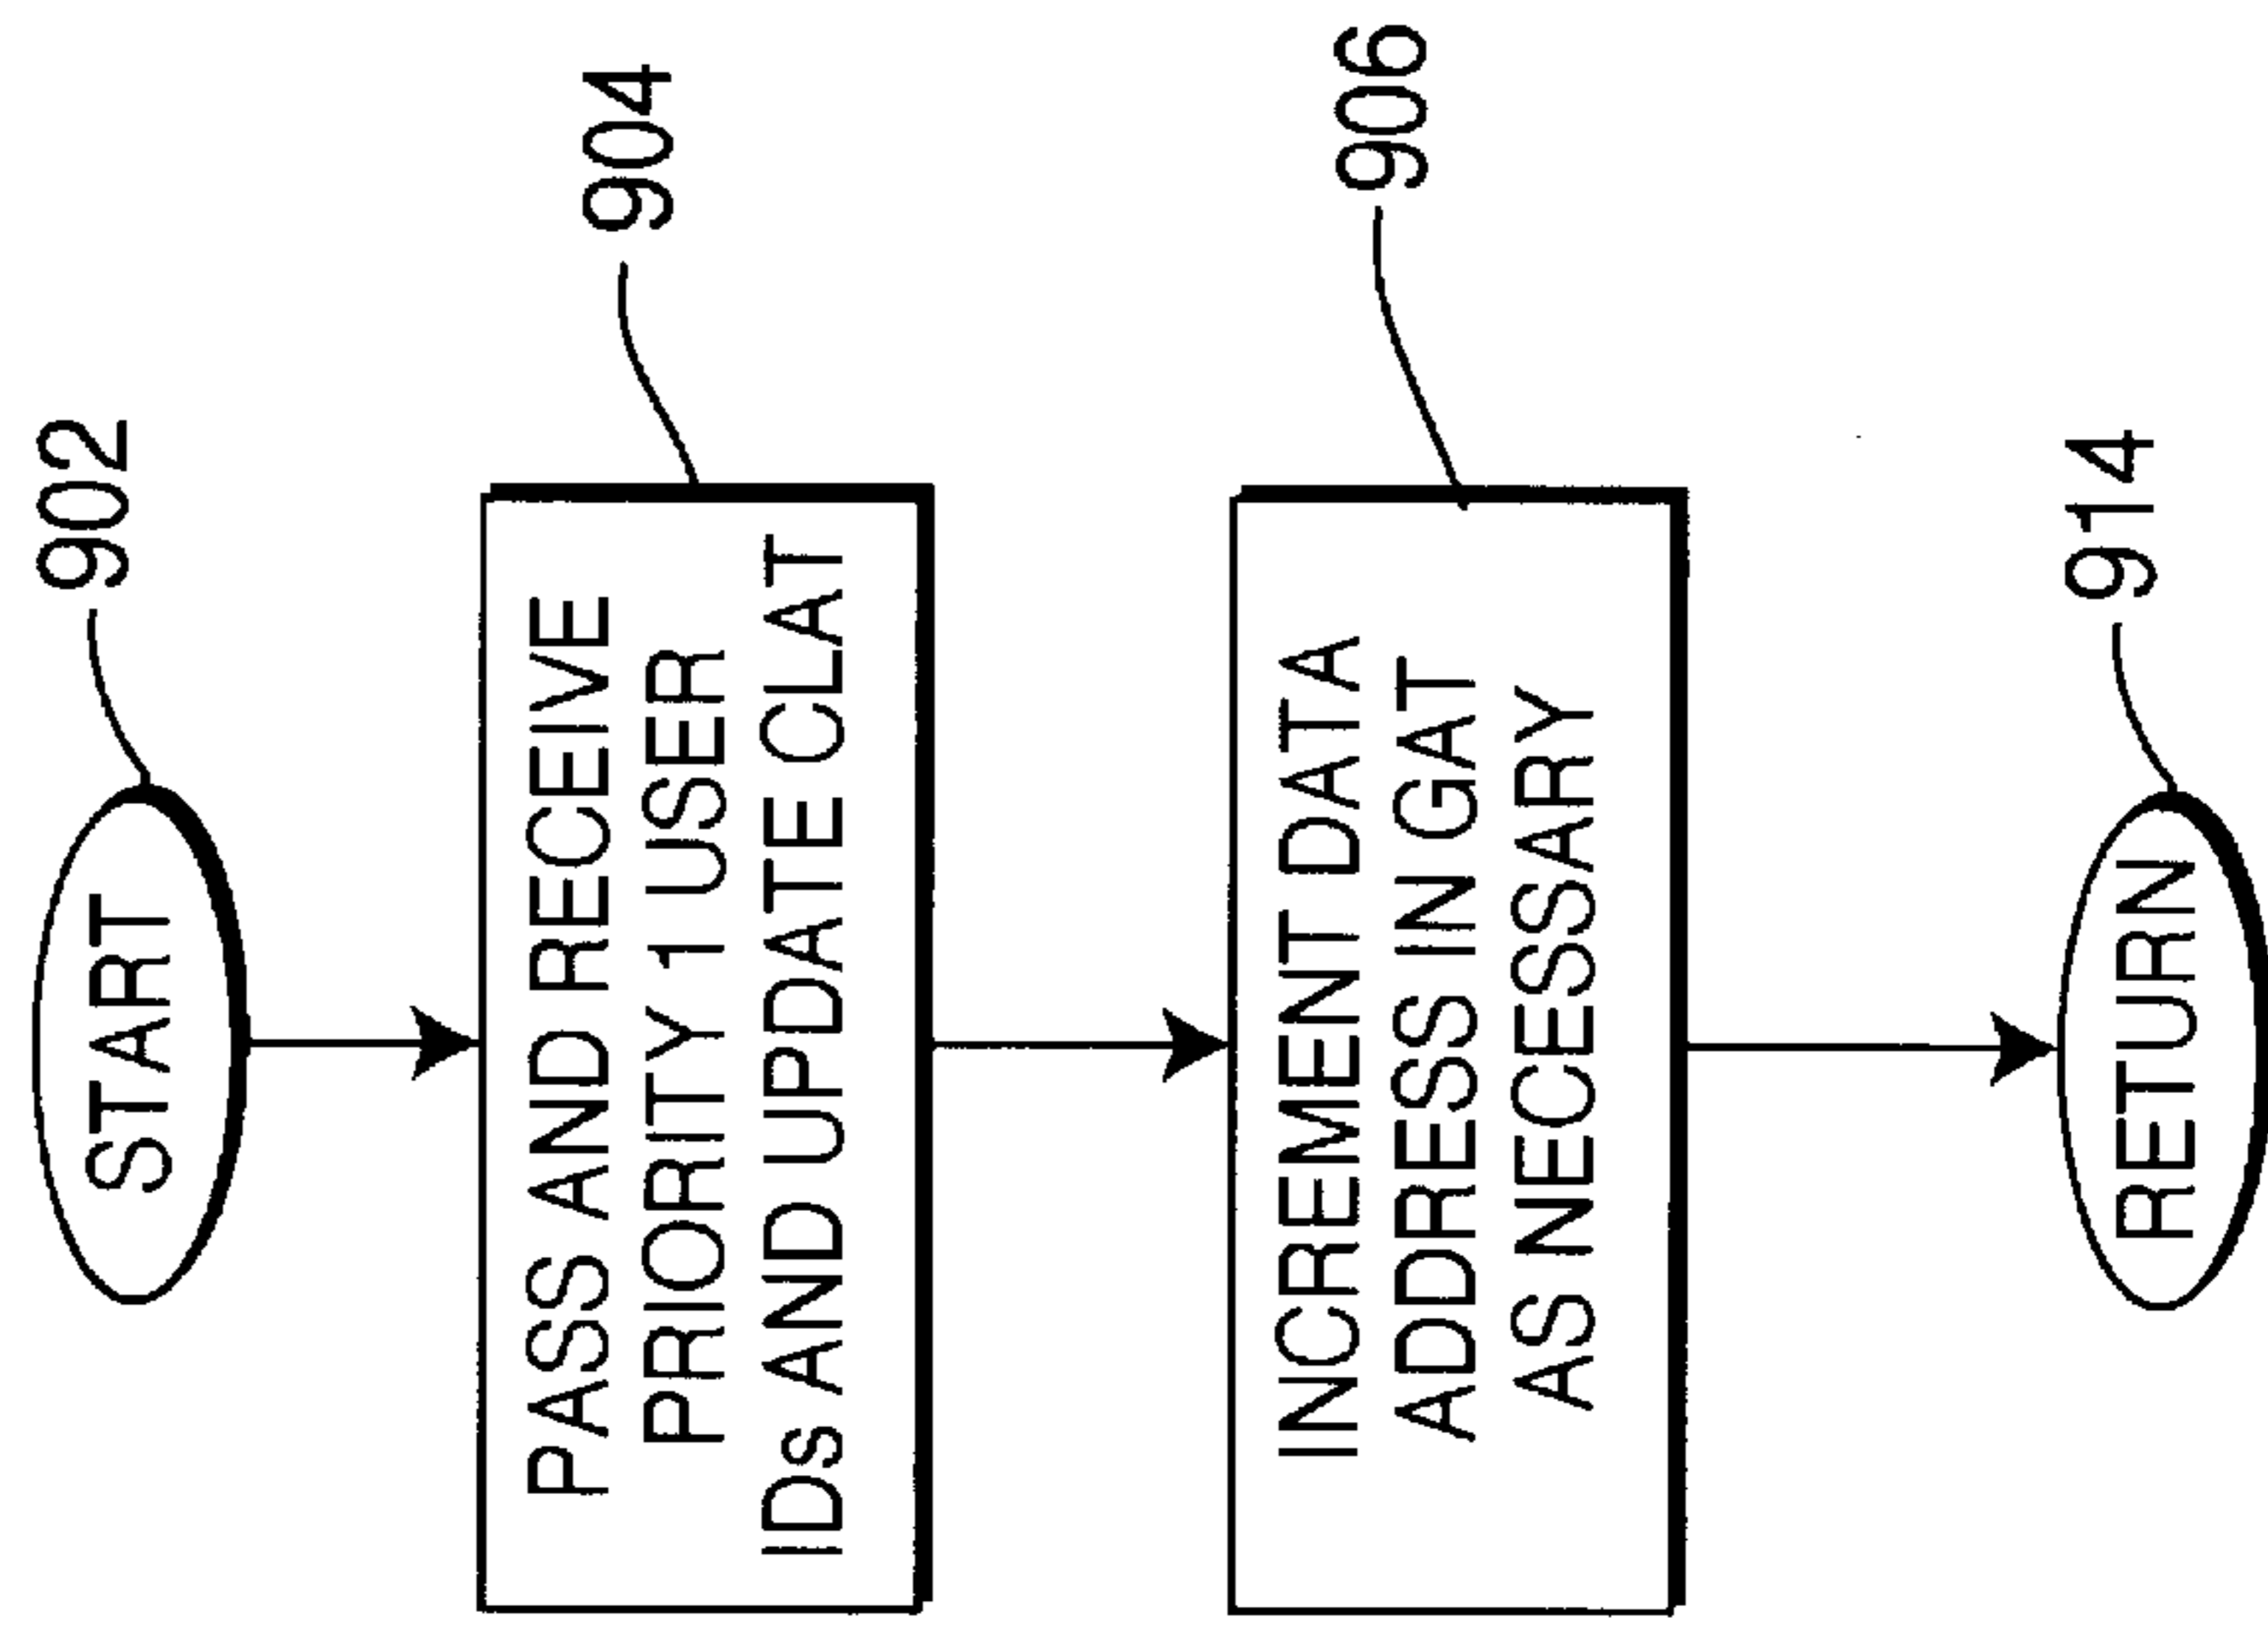 START
902
PASS AND RECEIVE
PRIORITY 1 USER
IDs AND UPDATE CLAT
904
INCREMENT DATA
ADDRESS IN GAT
AS NECESSARY
906
RETURN
914